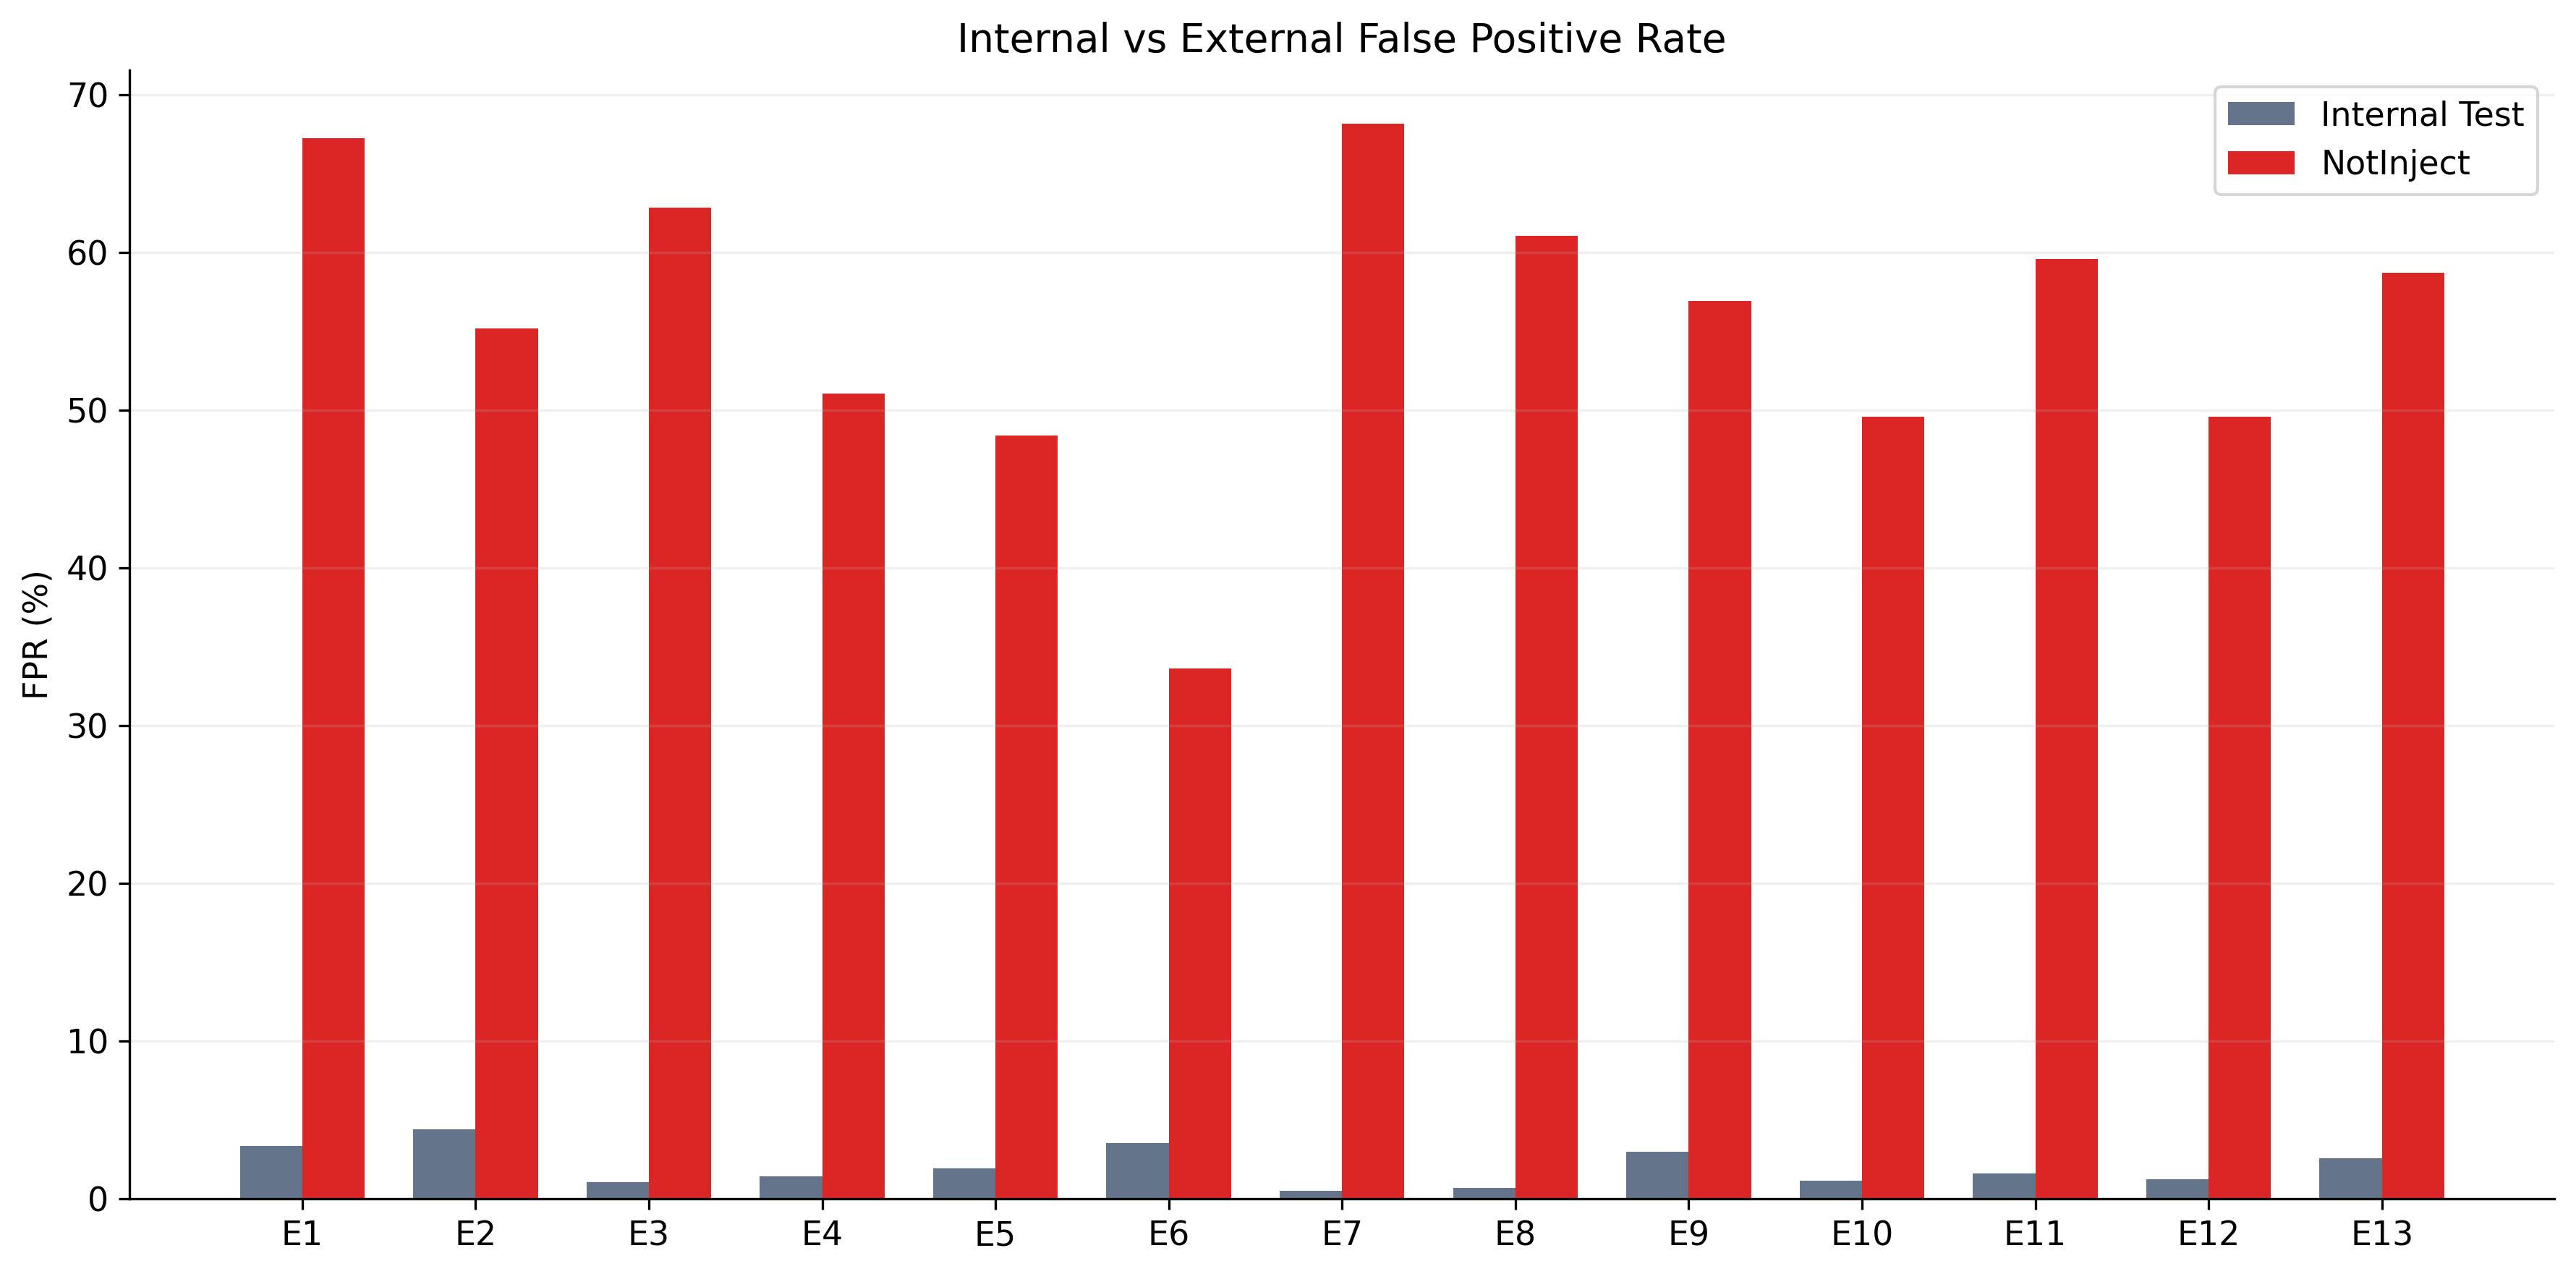 Internal vs External False Positive Rate
Internal Test
NotInject
FPR (%)
70
60
50
40
30
20
10
0
E1 E2 E3 E4 E5 E6 E7 E8 E9 E10 E11 E12 E13